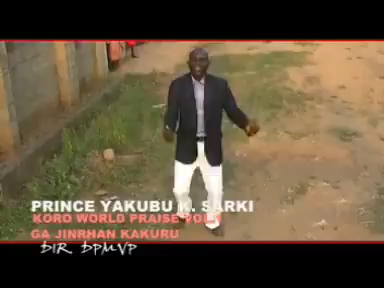 PRINCE YAKUBU K. SARKI
KORO WORLD PRAISE VOL.1
GA JINRHAN KAKURU
DIR DPMVP